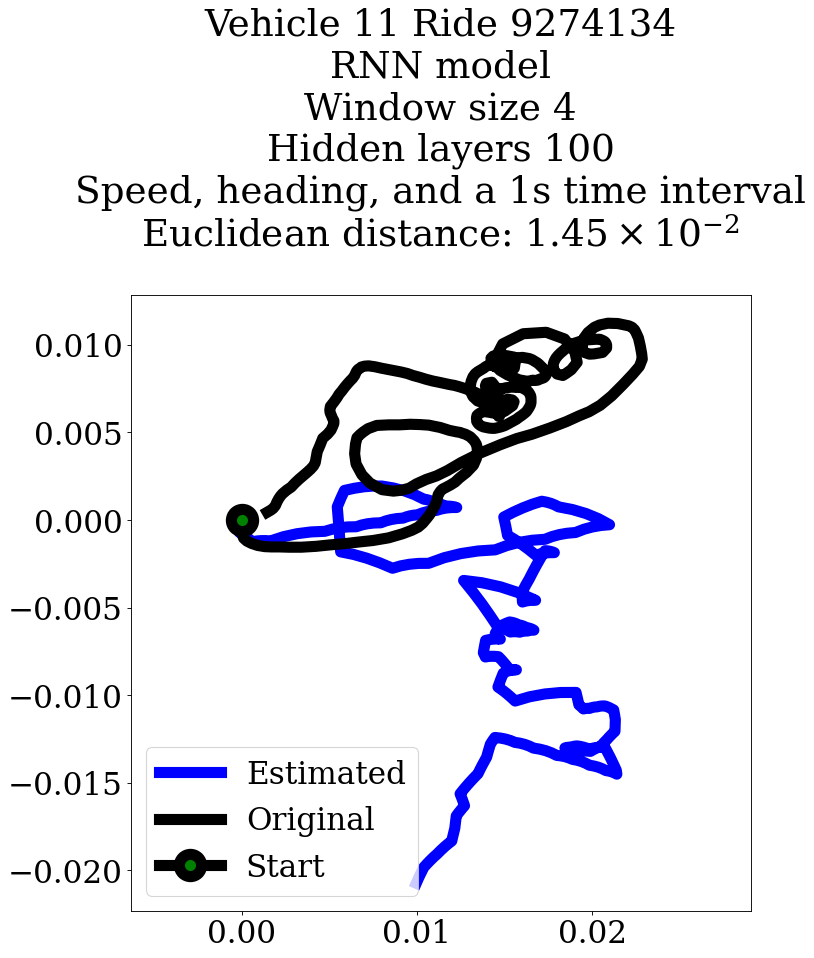 Vehicle 11 Ride 9274134
RNN model
Window size 4
Hidden layers 100
Speed, heading, and a 1s time interval
Euclidean distance: 1.45 × 10⁻²
0.010
0.005
0.000
−0.005
−0.010
−0.015
−0.020
Estimated
Original
Start
0.00 0.01 0.02